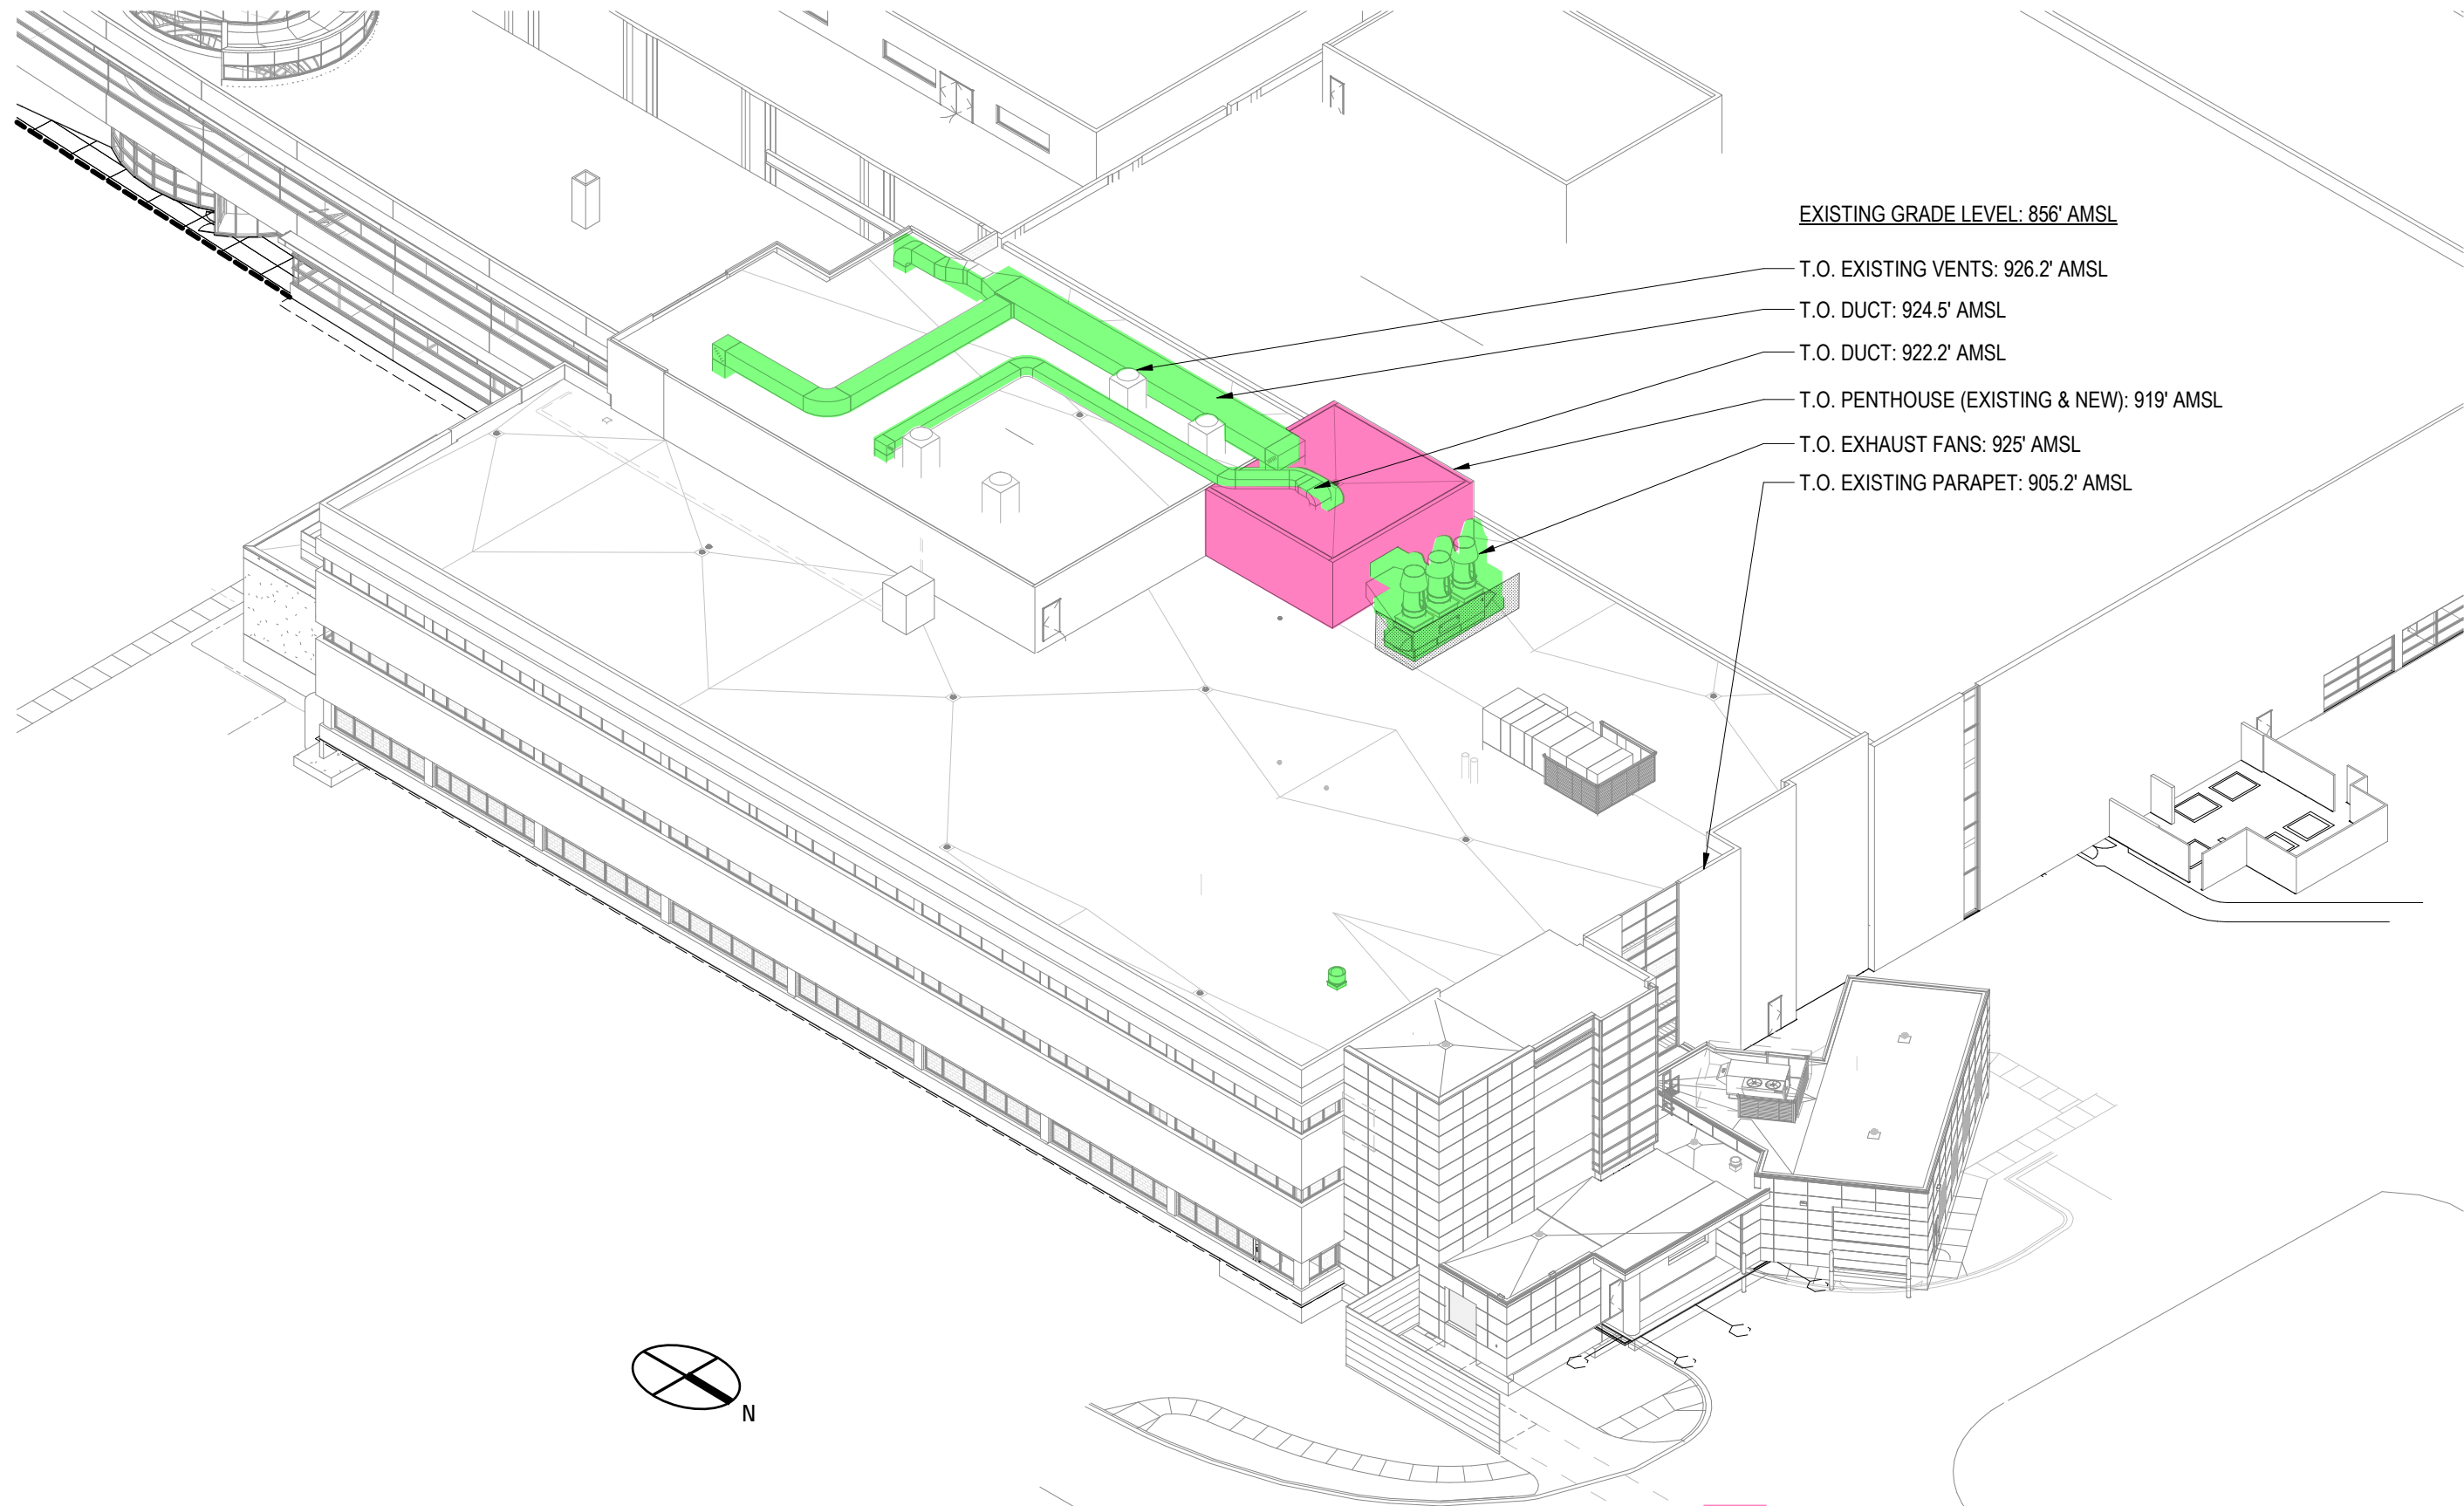 EXISTING GRADE LEVEL: 856' AMSL
T.O. EXISTING VENTS: 926.2' AMSL
T.O. DUCT: 924.5' AMSL
T.O. DUCT: 922.2' AMSL
T.O. PENTHOUSE (EXISTING & NEW): 919' AMSL
T.O. EXHAUST FANS: 925' AMSL
T.O. EXISTING PARAPET: 905.2' AMSL
N